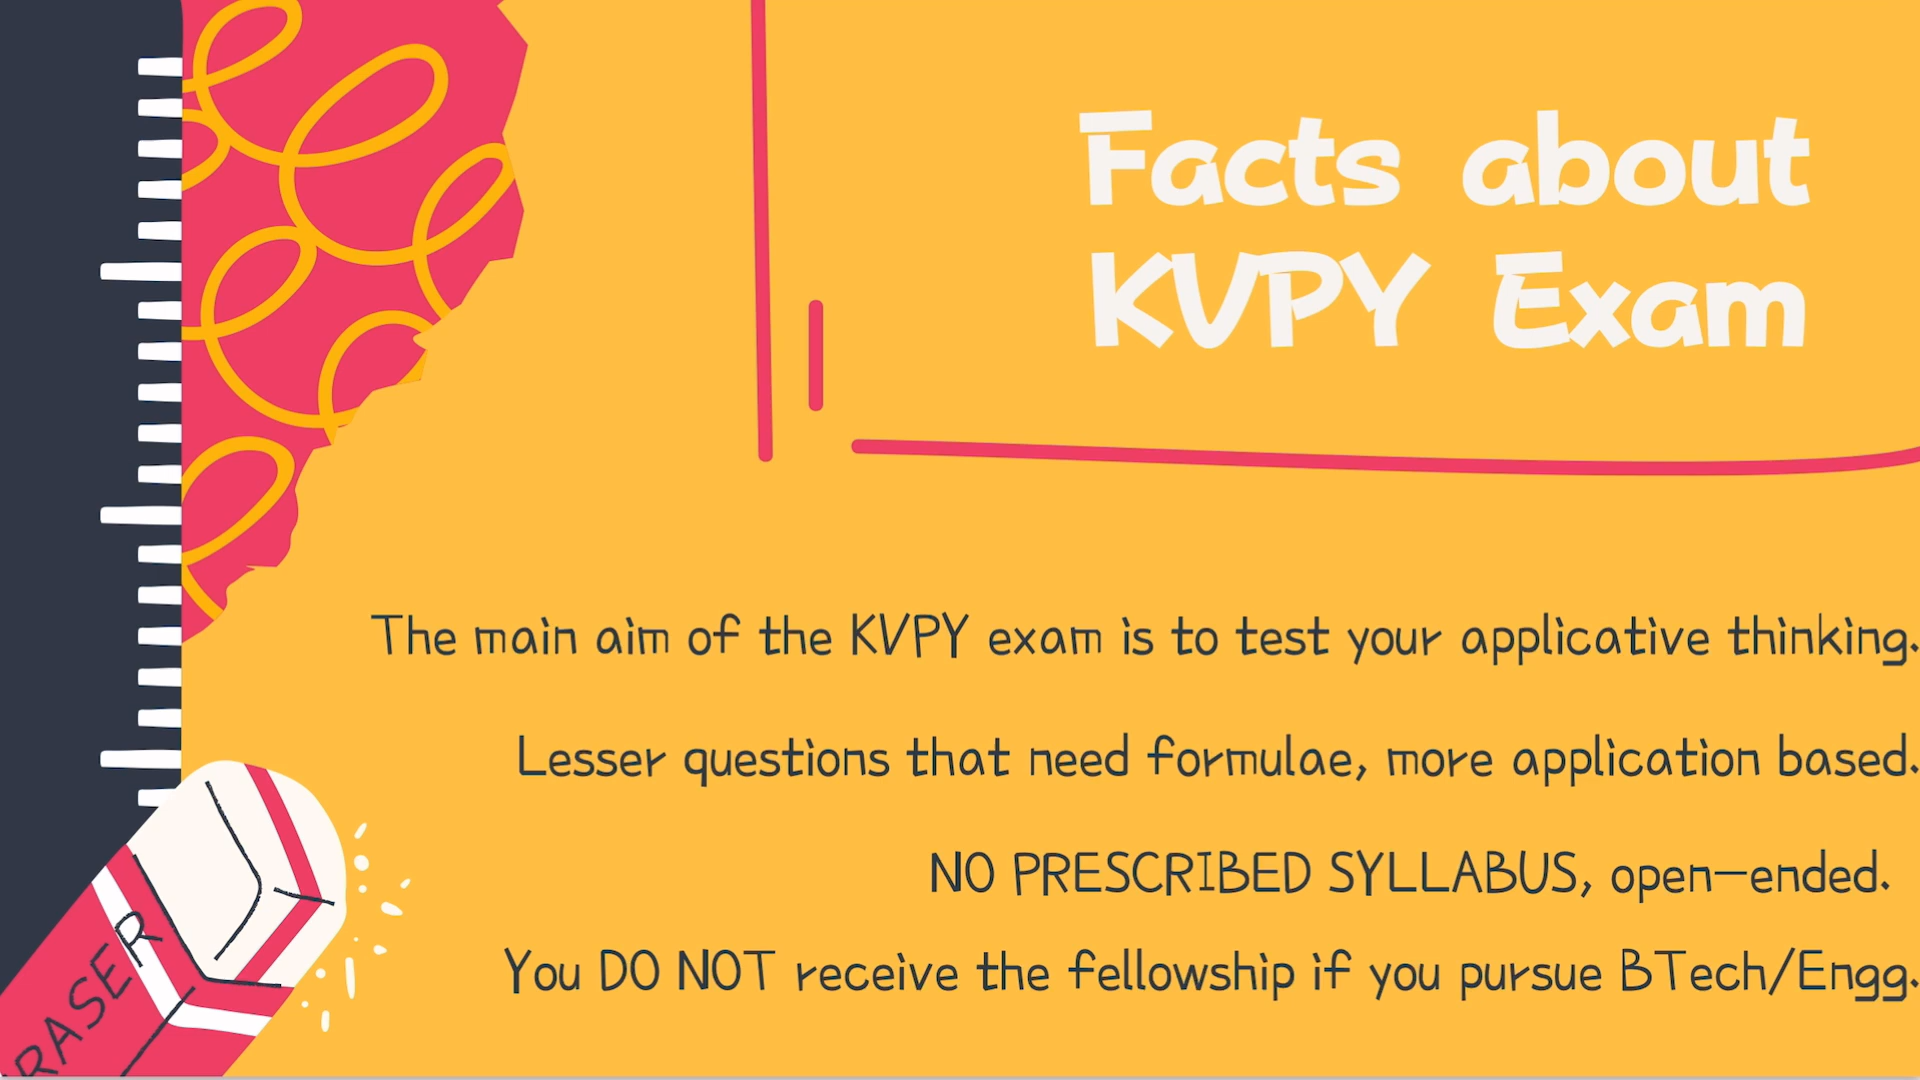 Facts about
KVPY Exam
The main aim of the KVPY exam is to test your applicative thinking.
Lesser questions that need formulae, more application based.
NO PRESCRIBED SYLLABUS, open-ended.
You DO NOT receive the fellowship if you pursue BTech/Engg.
RASER